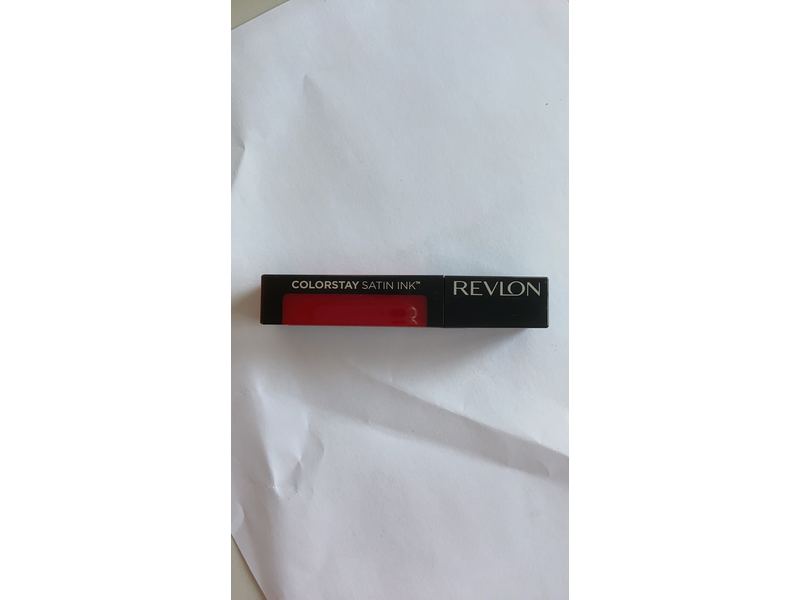 COLORSTAY SATIN INK™
REVLON
R